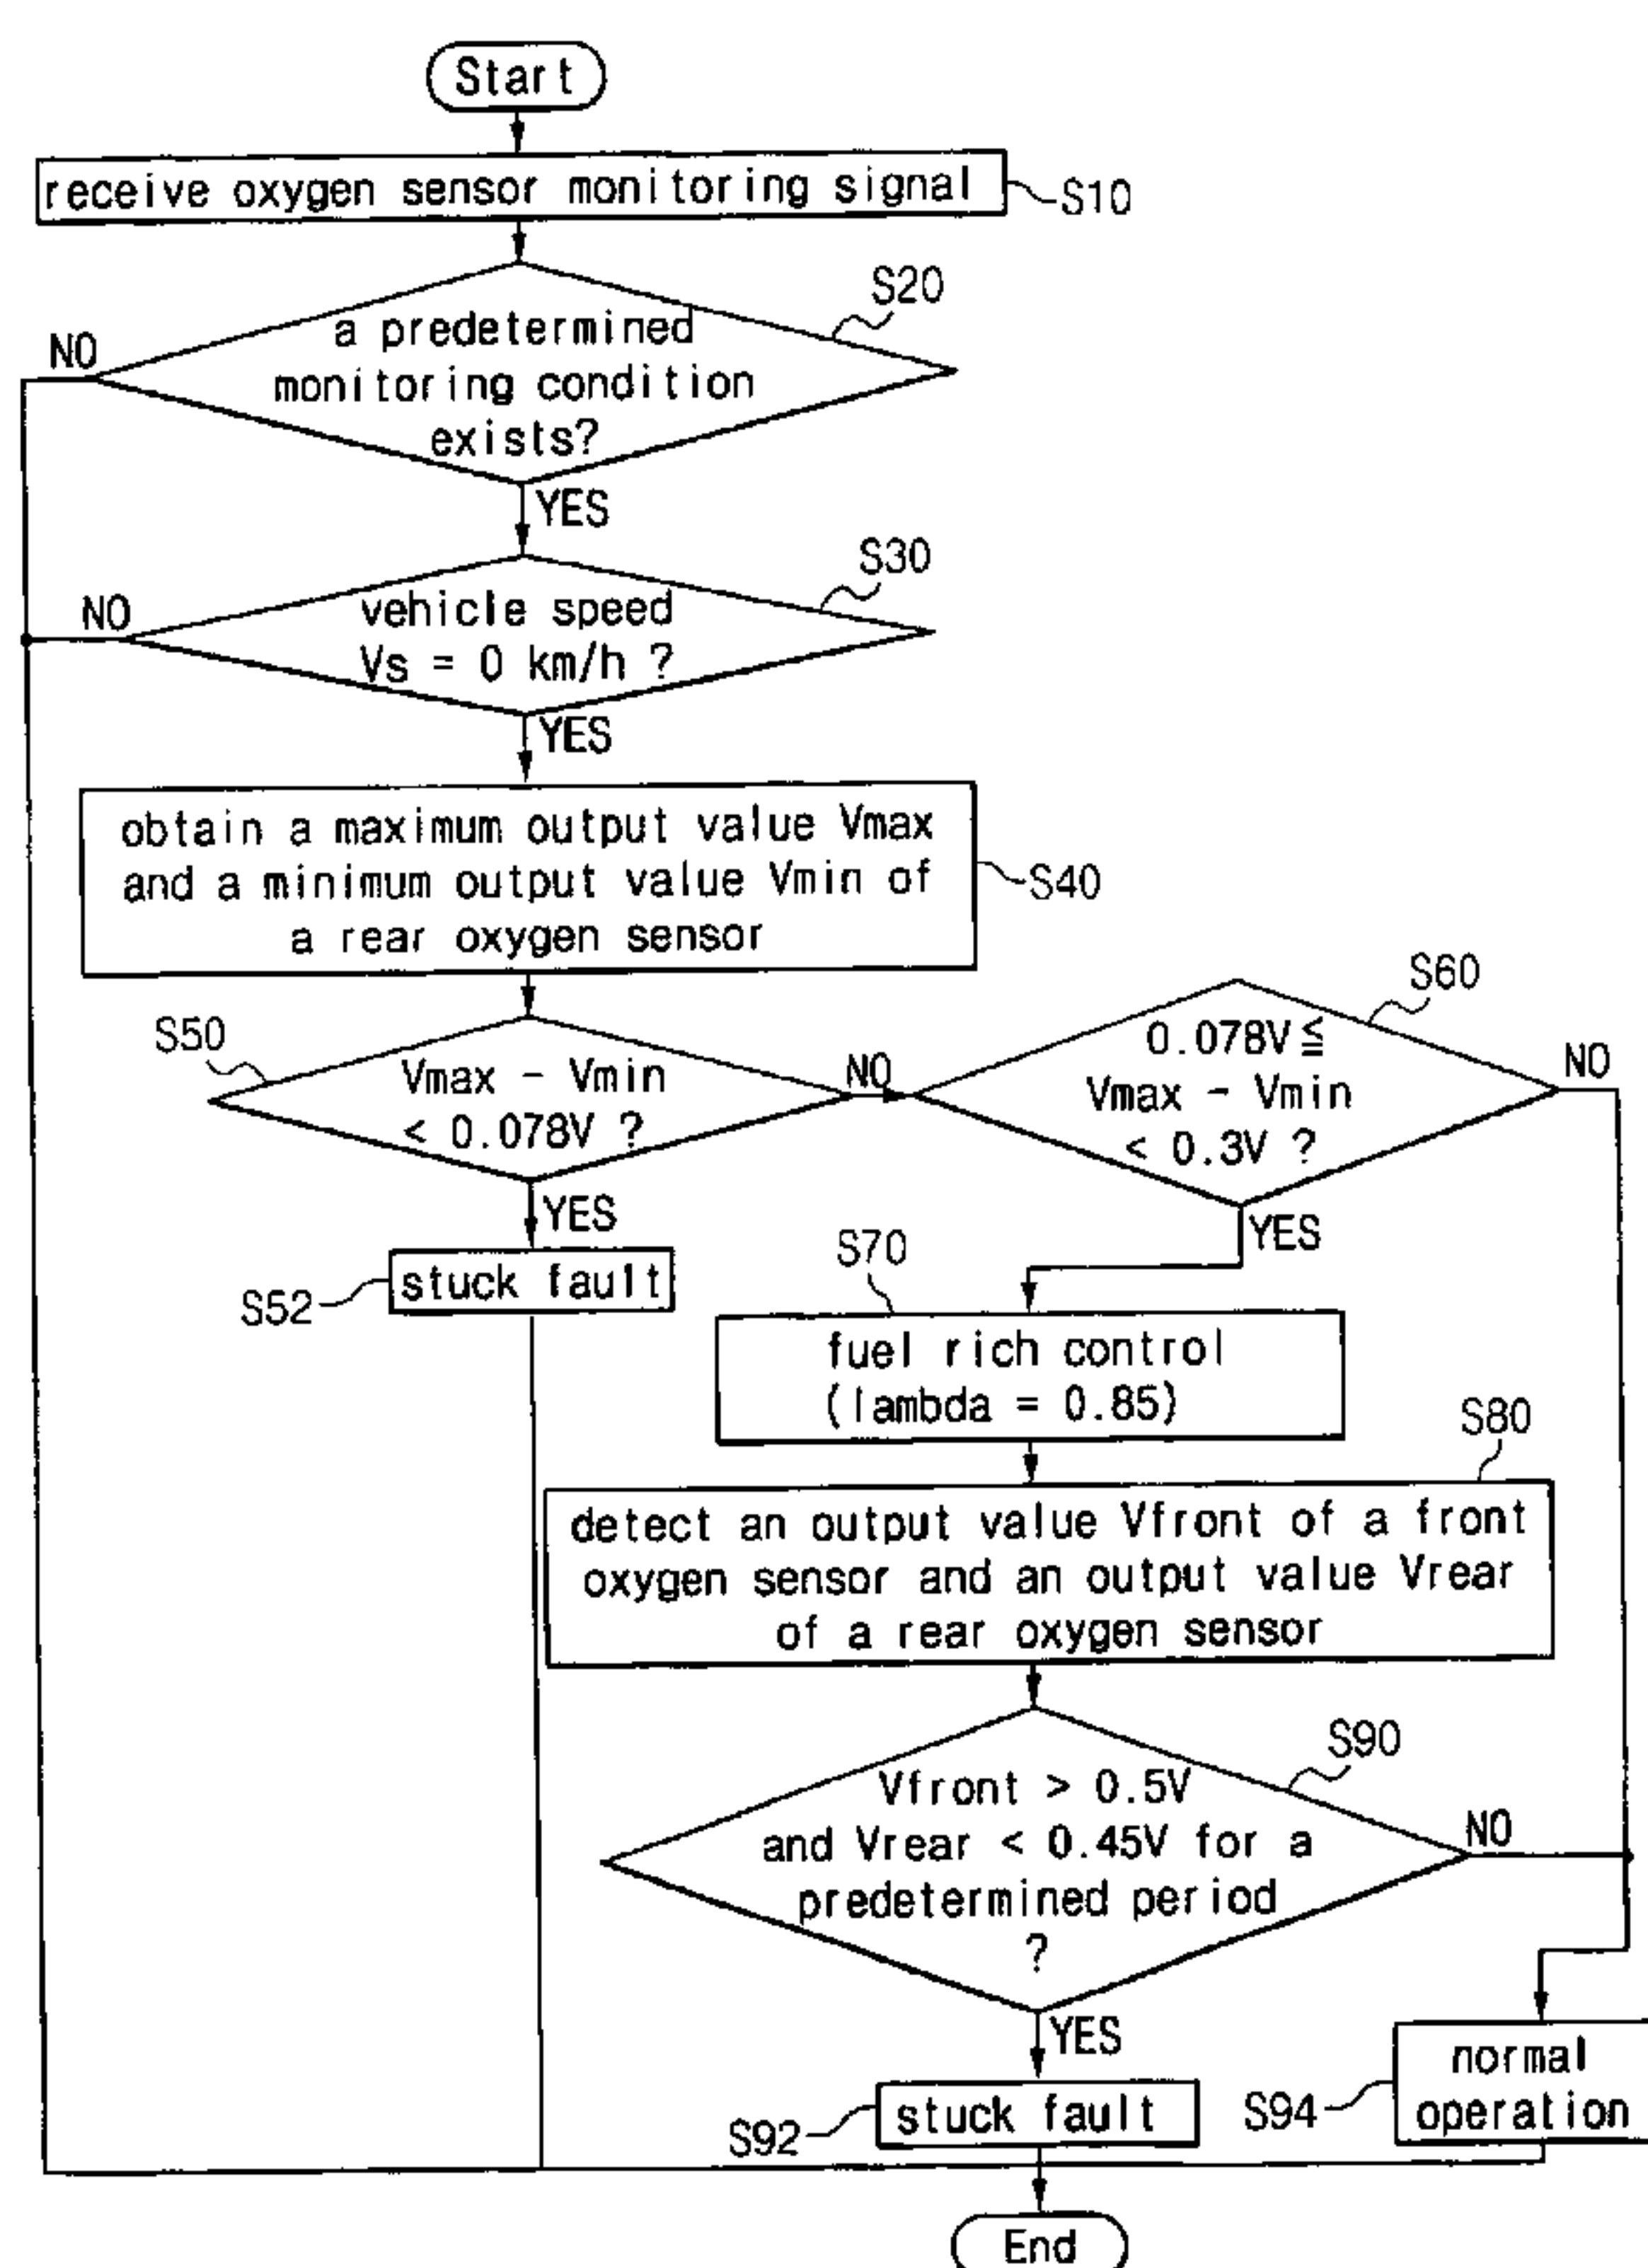 Start
receive oxygen sensor monitoring signal
S10
S20
a predetermined
monitoring condition
exists?
NO
YES
S30
vehicle speed
Vs = 0 km/h ?
NO
YES
obtain a maximum output value Vmax
and a minimum output value Vmin of
a rear oxygen sensor
S40
S50
Vmax - Vmin
< 0.078V ?
NO
YES
S60
0.078V≦
Vmax - Vmin
< 0.3V ?
NO
YES
S52
stuck fault
S70
fuel rich control
(lambda = 0.85)
S80
detect an output value Vfront of a front
oxygen sensor and an output value Vrear
of a rear oxygen sensor
S90
Vfront > 0.5V
and Vrear < 0.45V for a
predetermined period
?
NO
YES
S92
stuck fault
S94
normal
operation
End